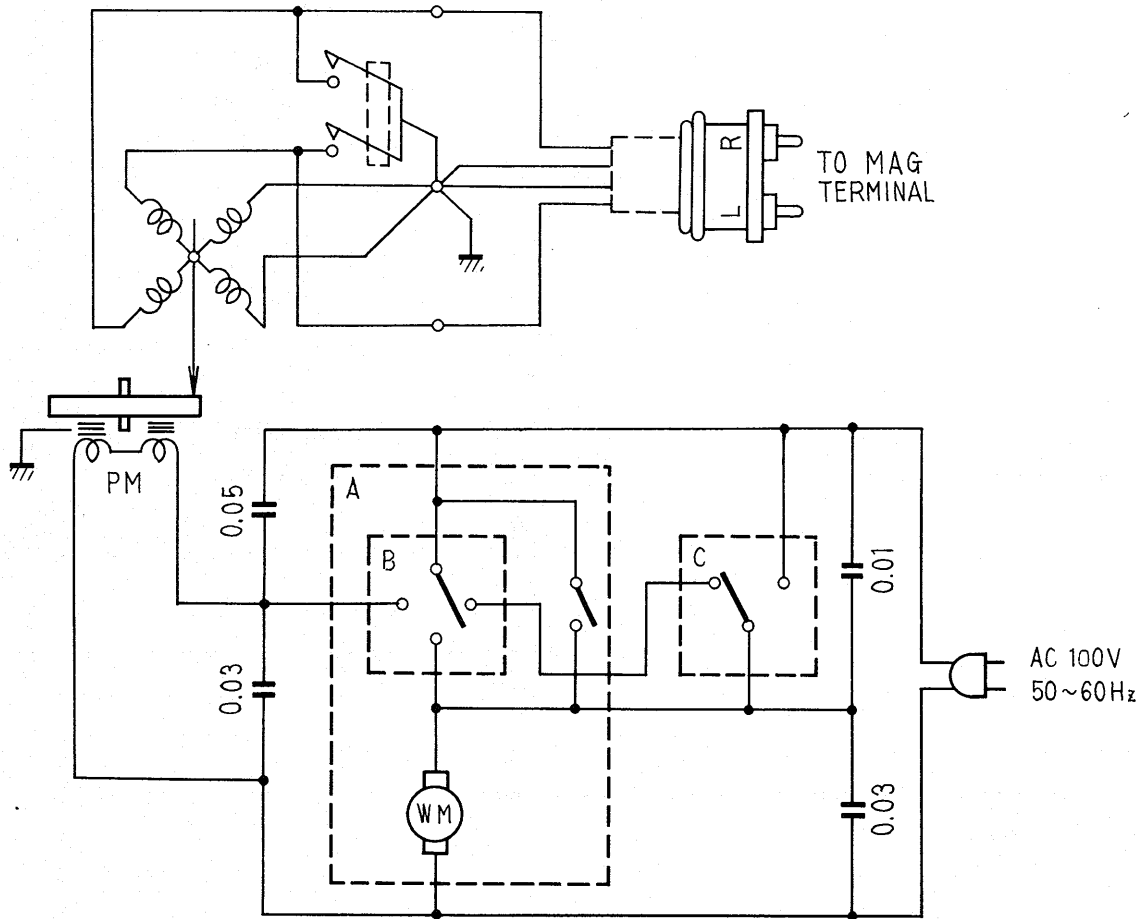 R
L
TO MAG
TERMINAL
PM
0.05
0.03
A
B
C
WM
0.01
0.03
AC 100V
50~60Hz